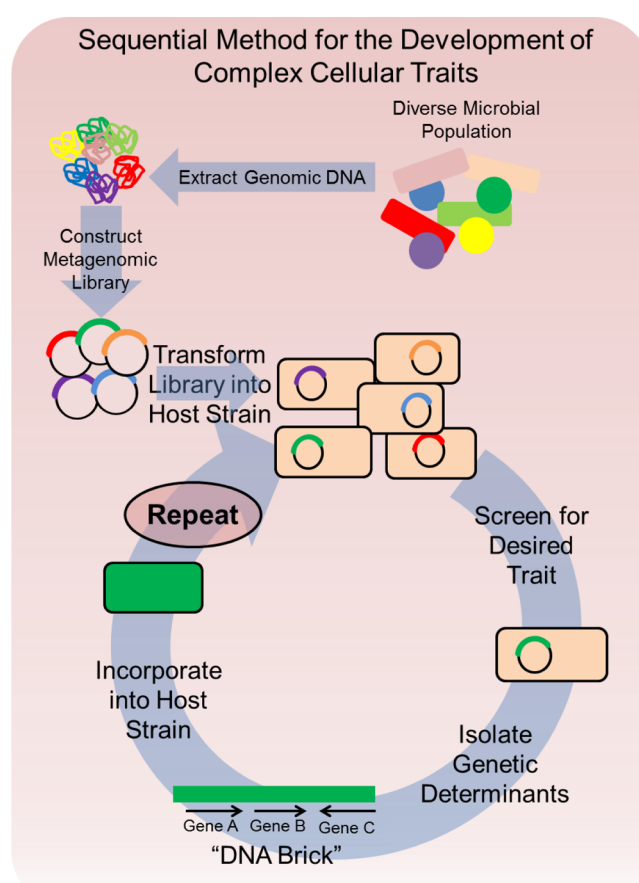 Sequential Method for the Development of
Complex Cellular Traits
Diverse Microbial
Population
Extract Genomic DNA
Construct
Metagenomic
Library
Transform
Library into
Host Strain
Repeat
Screen for
Desired
Trait
Isolate
Genetic
Determinants
Gene A Gene B Gene C
“DNA Brick”
Incorporate
into Host
Strain